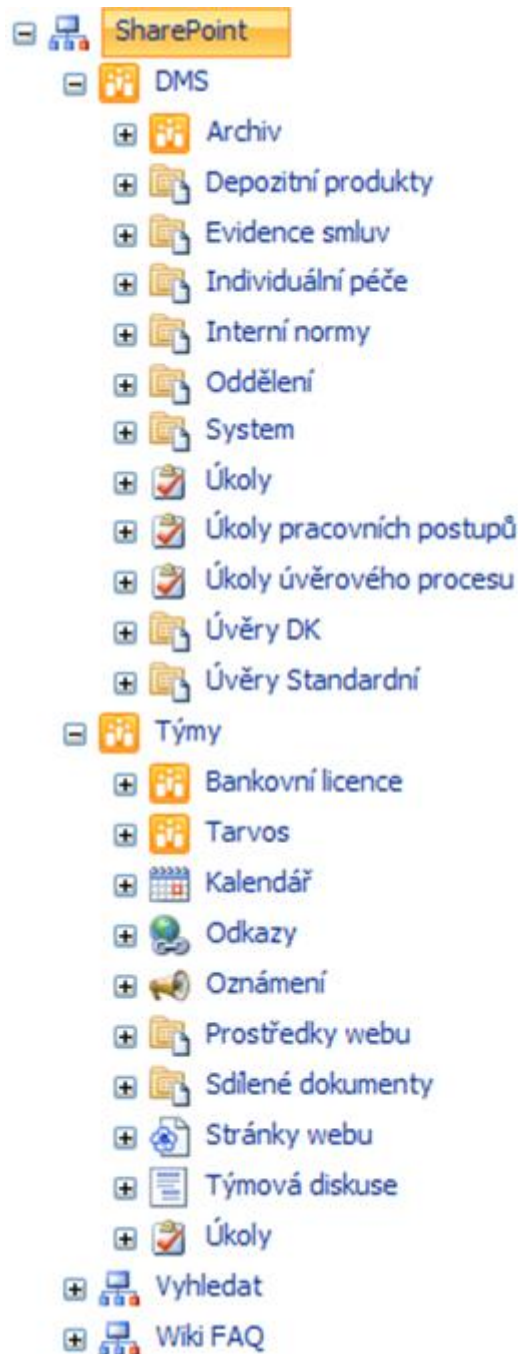 SharePoint
DMS
Archiv
Depozitní produkty
Evidence smluv
Individuální péče
Interní normy
Oddělení
System
Úkoly
Úkoly pracovních postupů
Úkoly úvěrového procesu
Úvěry DK
Úvěry Standardní
Týmy
Bankovní licence
Tarvos
Kalendář
Odkazy
Oznámení
Prostředky webu
Sdílené dokumenty
Stránky webu
Týmová diskuse
Úkoly
Vyhledat
Wiki FAQ